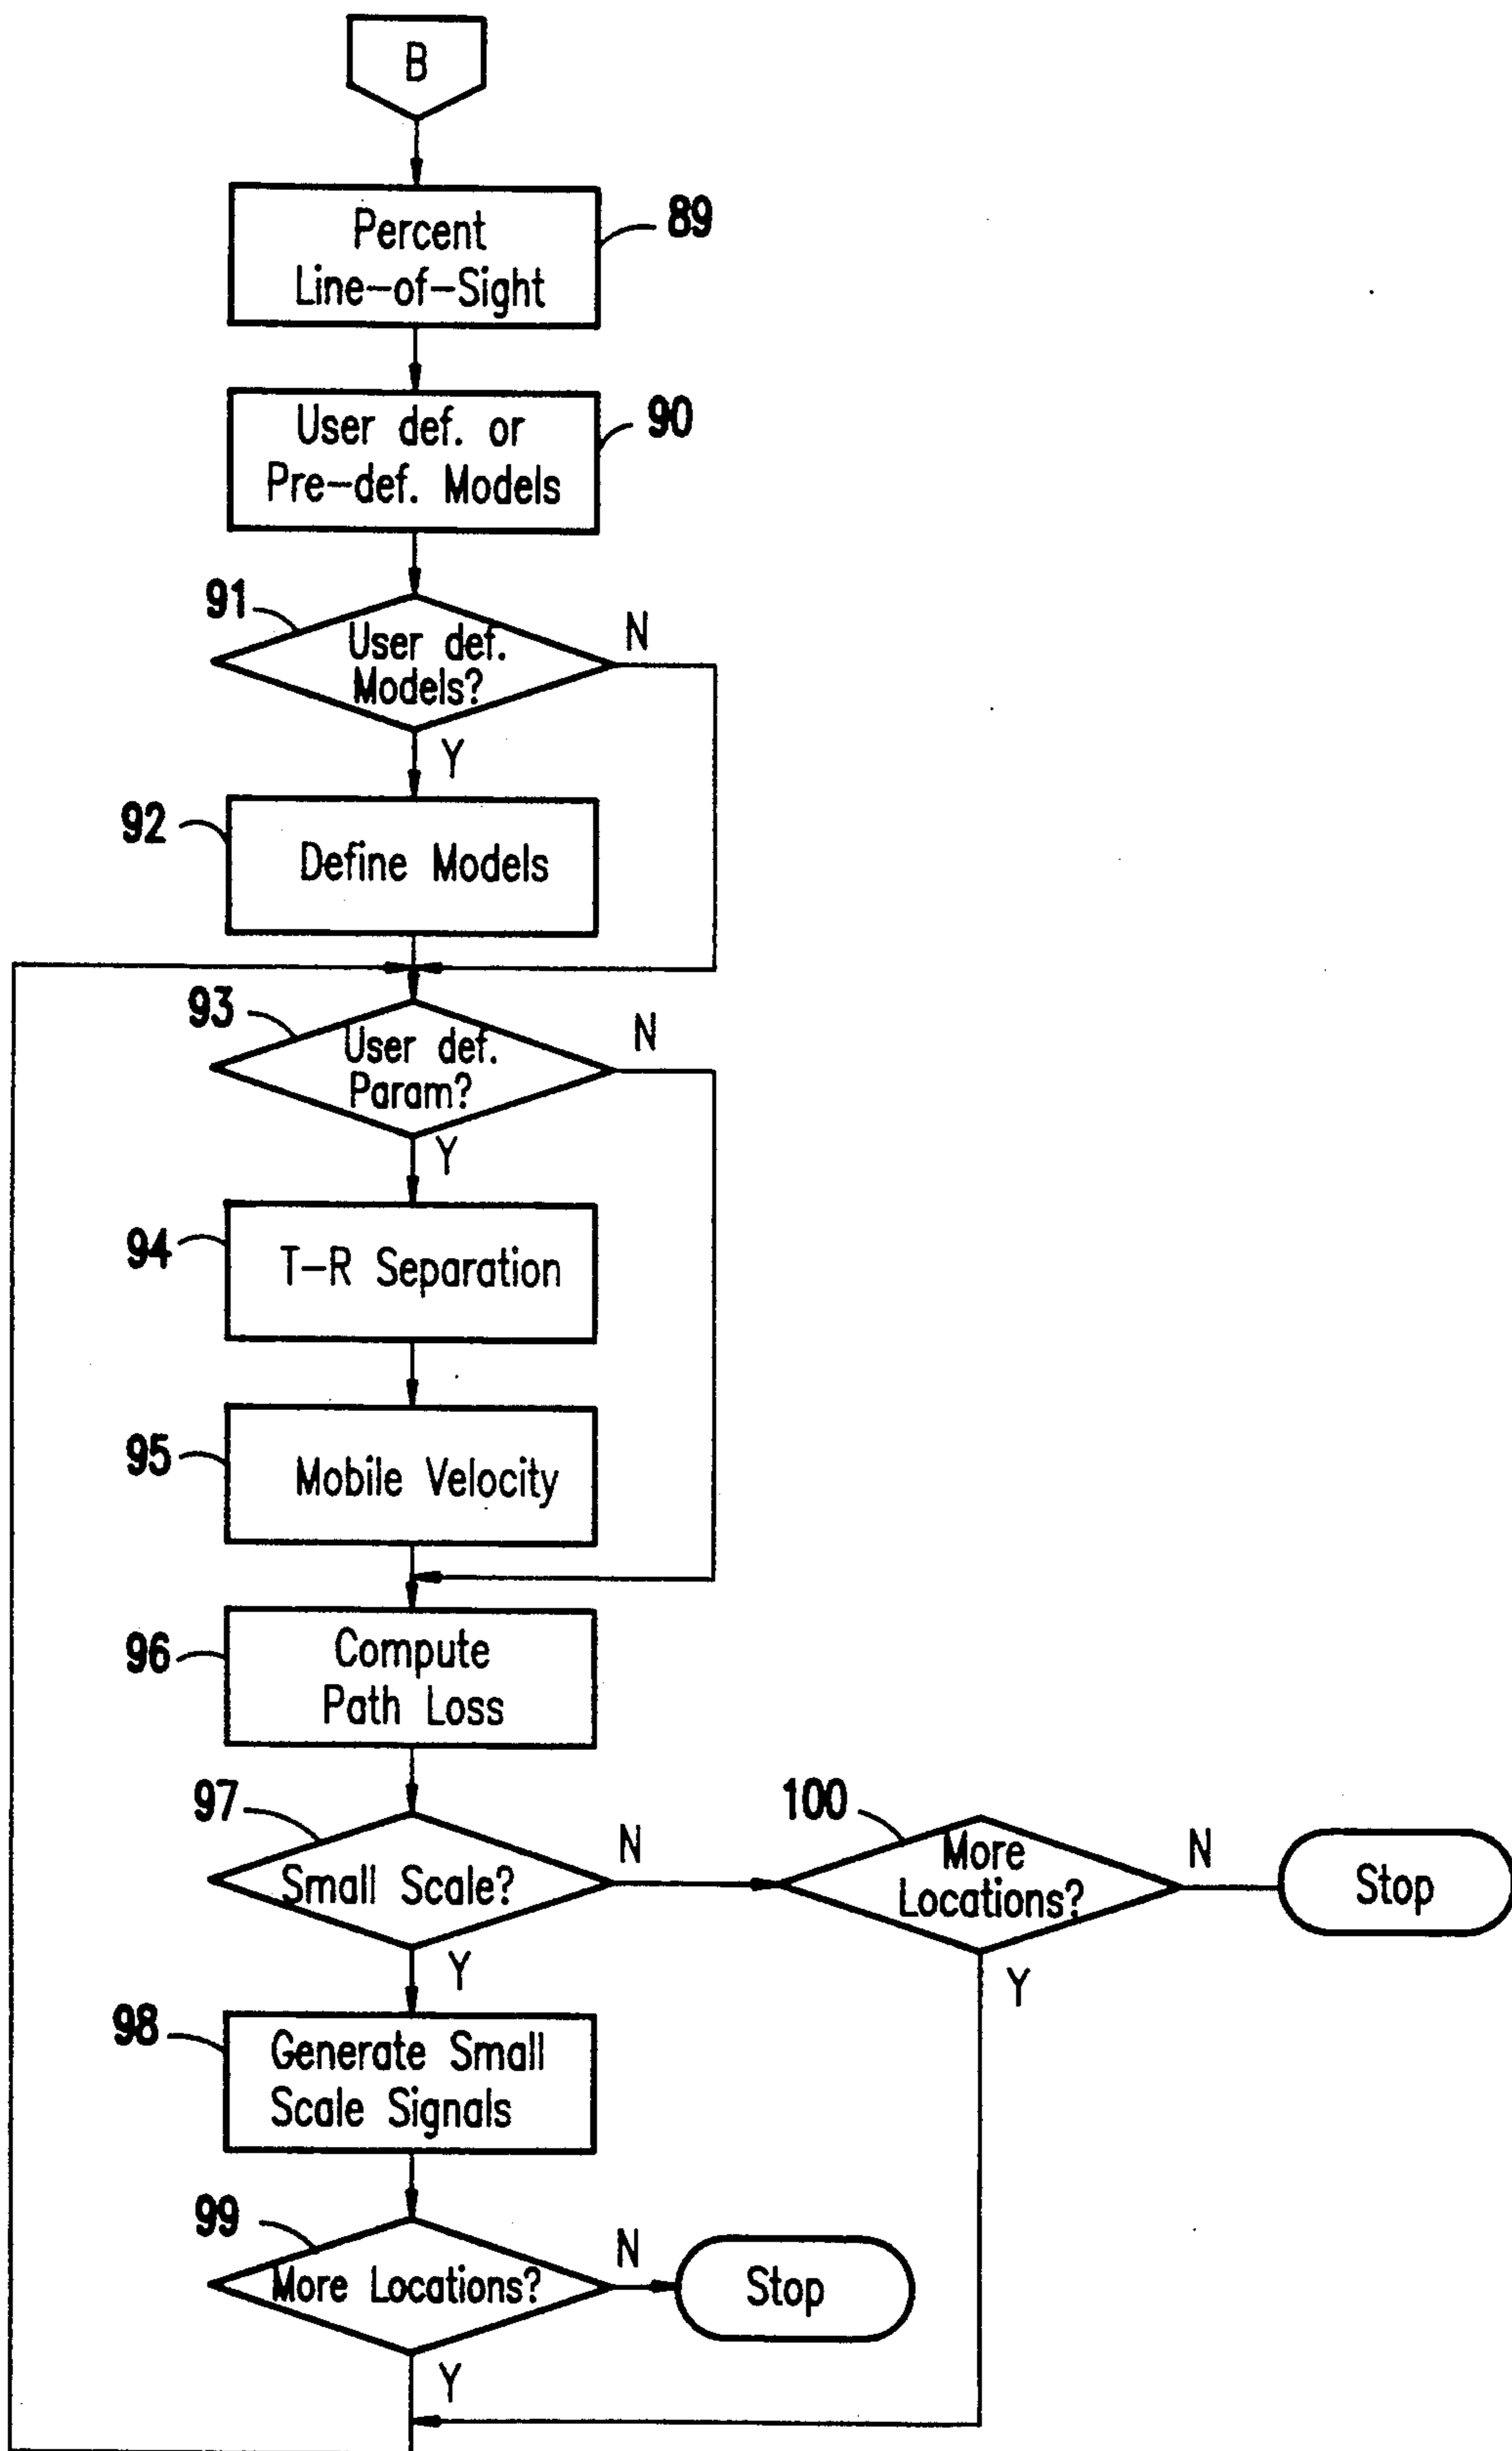 B
Percent
Line-of-Sight
89
User def. or
Pre-def. Models
90
91
User def.
Models?
N
Y
92
Define Models
93
User def.
Param?
N
Y
94
T-R Separation
95
Mobile Velocity
96
Compute
Path Loss
97
Small Scale?
N
100
More
Locations?
N
Stop
Y
Y
98
Generate Small
Scale Signals
99
More Locations?
N
Stop
Y